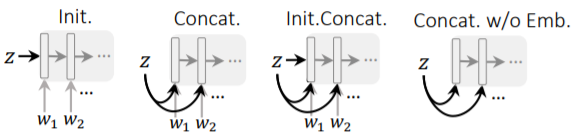 Init.
Concat.
Init.Concat.
Concat. w/o Emb.
z
...
...
w₁ w₂
z
...
...
w₁ w₂
z
...
...
w₁ w₂
z
...
...